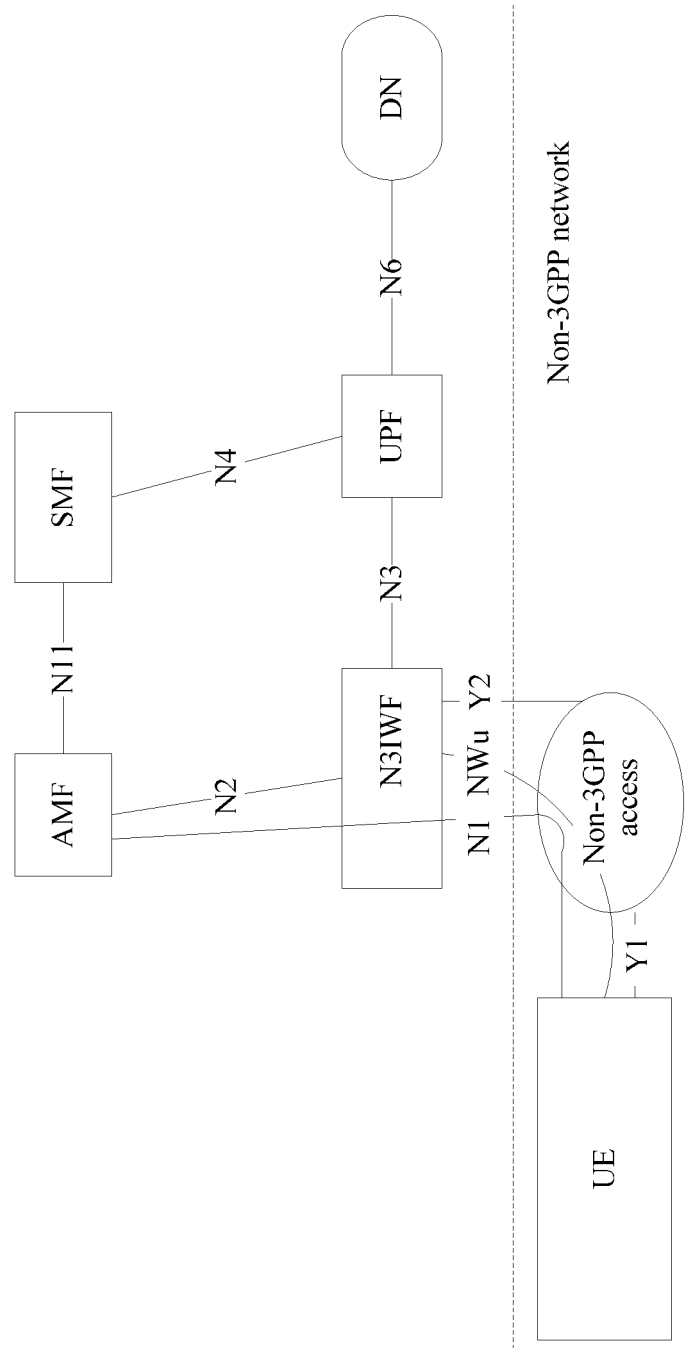 AMF
N11
SMF
N2
N4
N3IWF
N3
UPF
N6
DN
N1
NWu
Y2
Non-3GPP network
UE
Y1
Non-3GPP
access